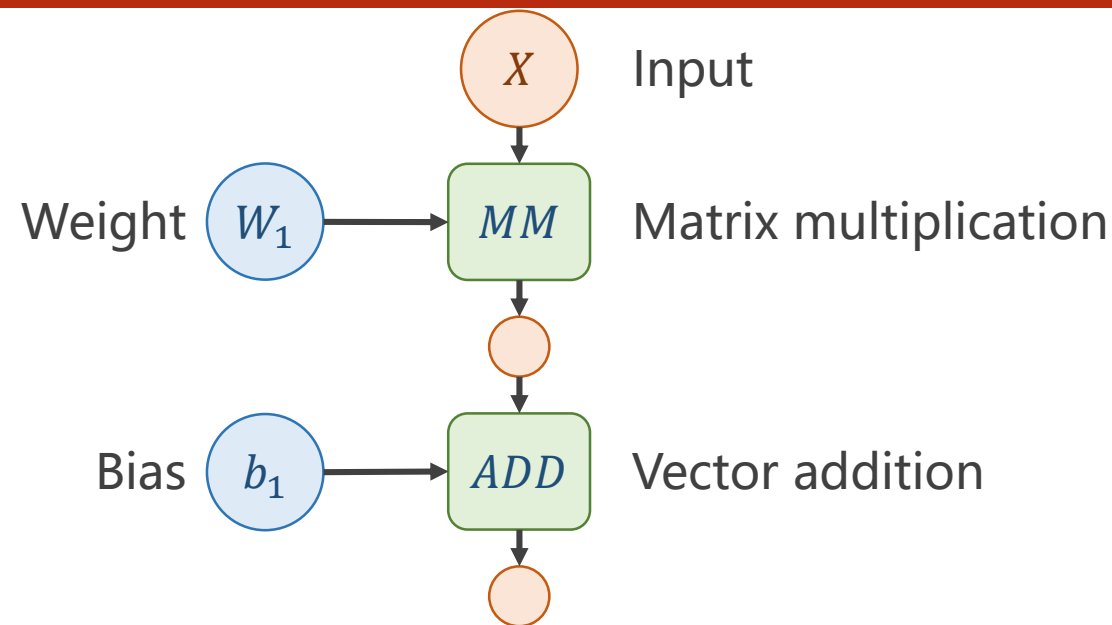 X Input
Weight W₁ MM Matrix multiplication
Bias b₁ ADD Vector addition